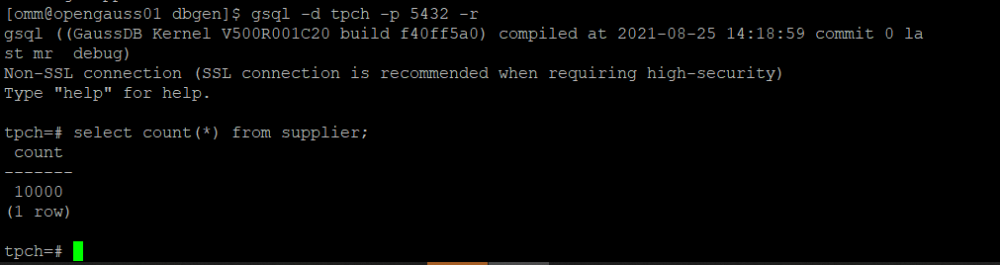 [omm@opengauss01 dbgen]$ gsql -d tpch -p 5432 -r
gsql ((GaussDB Kernel V500R001C20 build f40ff5a0) compiled at 2021-08-25 14:18:59 commit 0 la
st mr  debug)
Non-SSL connection (SSL connection is recommended when requiring high-security)
Type "help" for help.
tpch=# select count(*) from supplier;
count
-------
10000
(1 row)
tpch=#